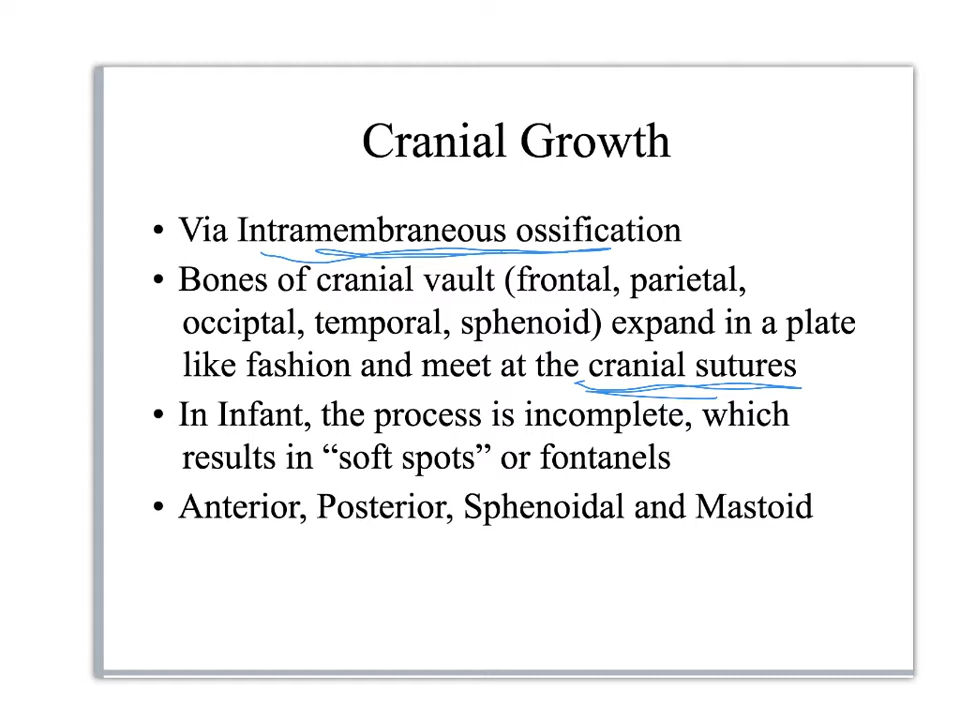 Cranial Growth
• Via Intramembraneous ossification
• Bones of cranial vault (frontal, parietal,
occiptal, temporal, sphenoid) expand in a plate
like fashion and meet at the cranial sutures
• In Infant, the process is incomplete, which
results in “soft spots” or fontanels
• Anterior, Posterior, Sphenoidal and Mastoid